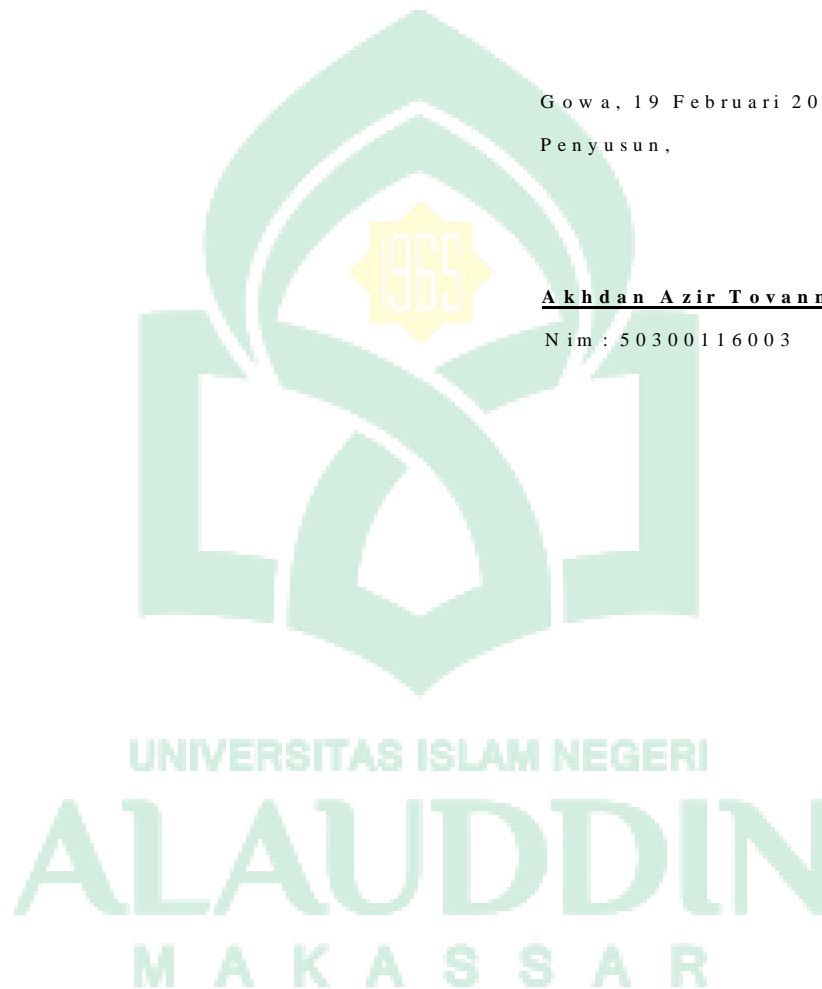 Gowa, 19 Februari 20
Penyusun,
1965
Akhdan Azir Tovann
Nim : 50300116003
UNIVERSITAS ISLAM NEGERI
ALAUDDIN
MAKASSAR